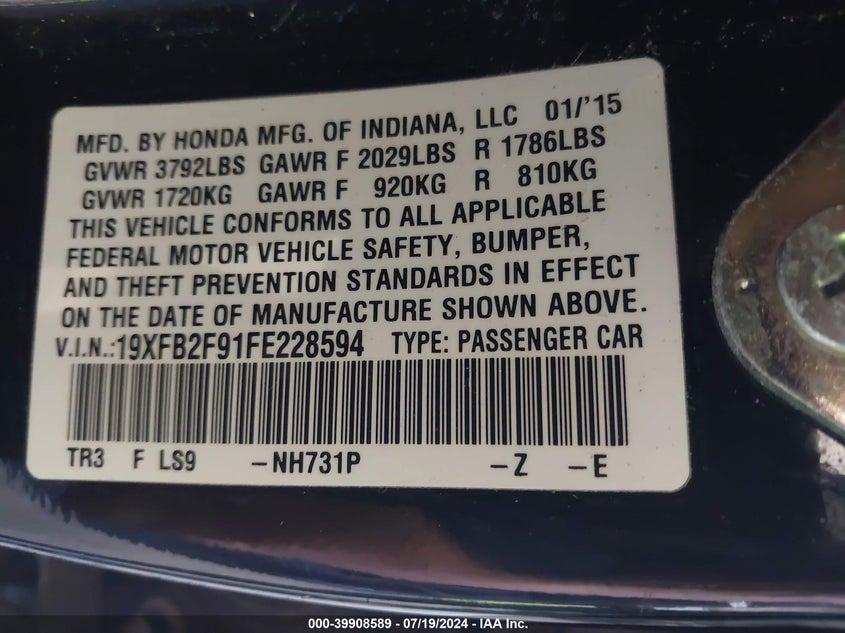 MFD. BY HONDA MFG. OF INDIANA, LLC 01/'15
GVWR 3792LBS GAWR F 2029LBS R 1786LBS
GVWR 1720KG GAWR F 920KG R 810KG
THIS VEHICLE CONFORMS TO ALL APPLICABLE
FEDERAL MOTOR VEHICLE SAFETY, BUMPER,
AND THEFT PREVENTION STANDARDS IN EFFECT
ON THE DATE OF MANUFACTURE SHOWN ABOVE.
V.I.N.:19XFB2F91FE228594 TYPE: PASSENGER CAR
TR3 F LS9 -NH731P -Z -E
000-39908589 / 07/19/2024 - IAA Inc.